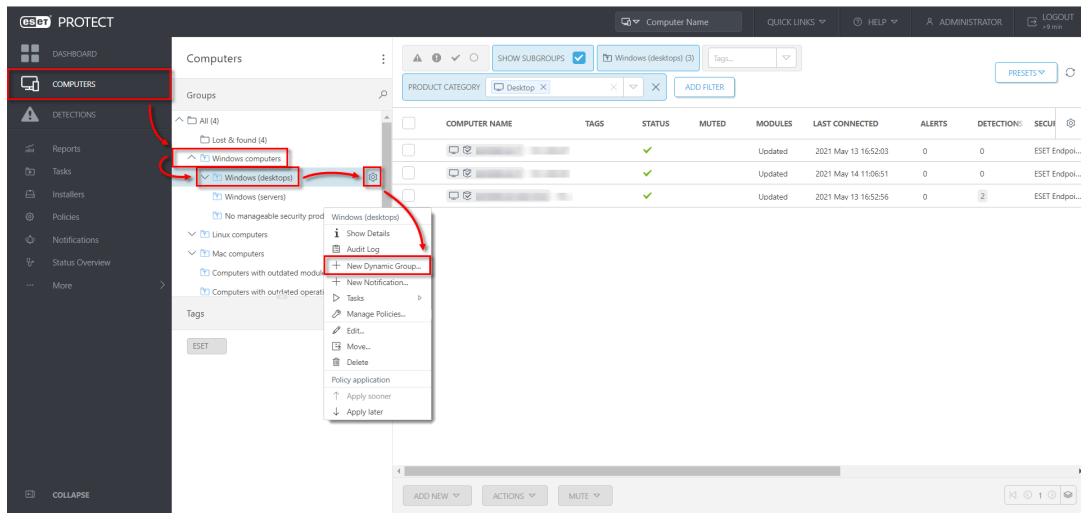 eset PROTECT
Computer Name
QUICK LINKS
HELP
ADMINISTRATOR
LOGOUT
>9 min
DASHBOARD
COMPUTERS
DETECTIONS
Reports
Tasks
Installers
Policies
Notifications
Status Overview
More
COLLAPSE
Computers
Groups
All (4)
Lost & found (4)
Windows computers
Windows (desktops)
Windows (servers)
No manageable security prod
Linux computers
Mac computers
Computers with outdated modul
Computers with outdated operati
Tags
ESET
Windows (desktops)
Show Details
Audit Log
New Dynamic Group...
New Notification...
Tasks
Manage Policies...
Edit...
Move...
Delete
Policy application
Apply sooner
Apply later
SHOW SUBGROUPS
Windows (desktops) (3)
Tags...
PRESETS
PRODUCT CATEGORY
Desktop
ADD FILTER
COMPUTER NAME TAGS STATUS MUTED MODULES LAST CONNECTED ALERTS DETECTIONS SECUI
Updated 2021 May 13 16:52:03 0 0 ESET Endpoi...
Updated 2021 May 14 11:06:51 0 0 ESET Endpoi...
Updated 2021 May 13 16:52:56 0 2 ESET Endpoi...
ADD NEW
ACTIONS
MUTE
1